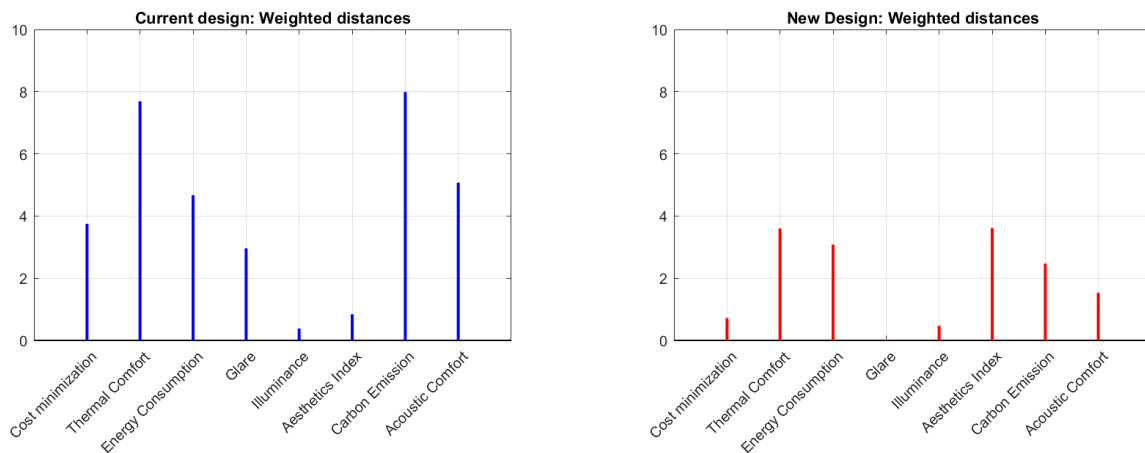 Current design: Weighted distances
10
8
6
4
2
0
Cost minimization
Thermal Comfort
Energy Consumption
Glare
Illuminance
Aesthetics Index
Carbon Emission
Acoustic Comfort
New Design: Weighted distances
10
8
6
4
2
0
Cost minimization
Thermal Comfort
Energy Consumption
Glare
Illuminance
Aesthetics Index
Carbon Emission
Acoustic Comfort